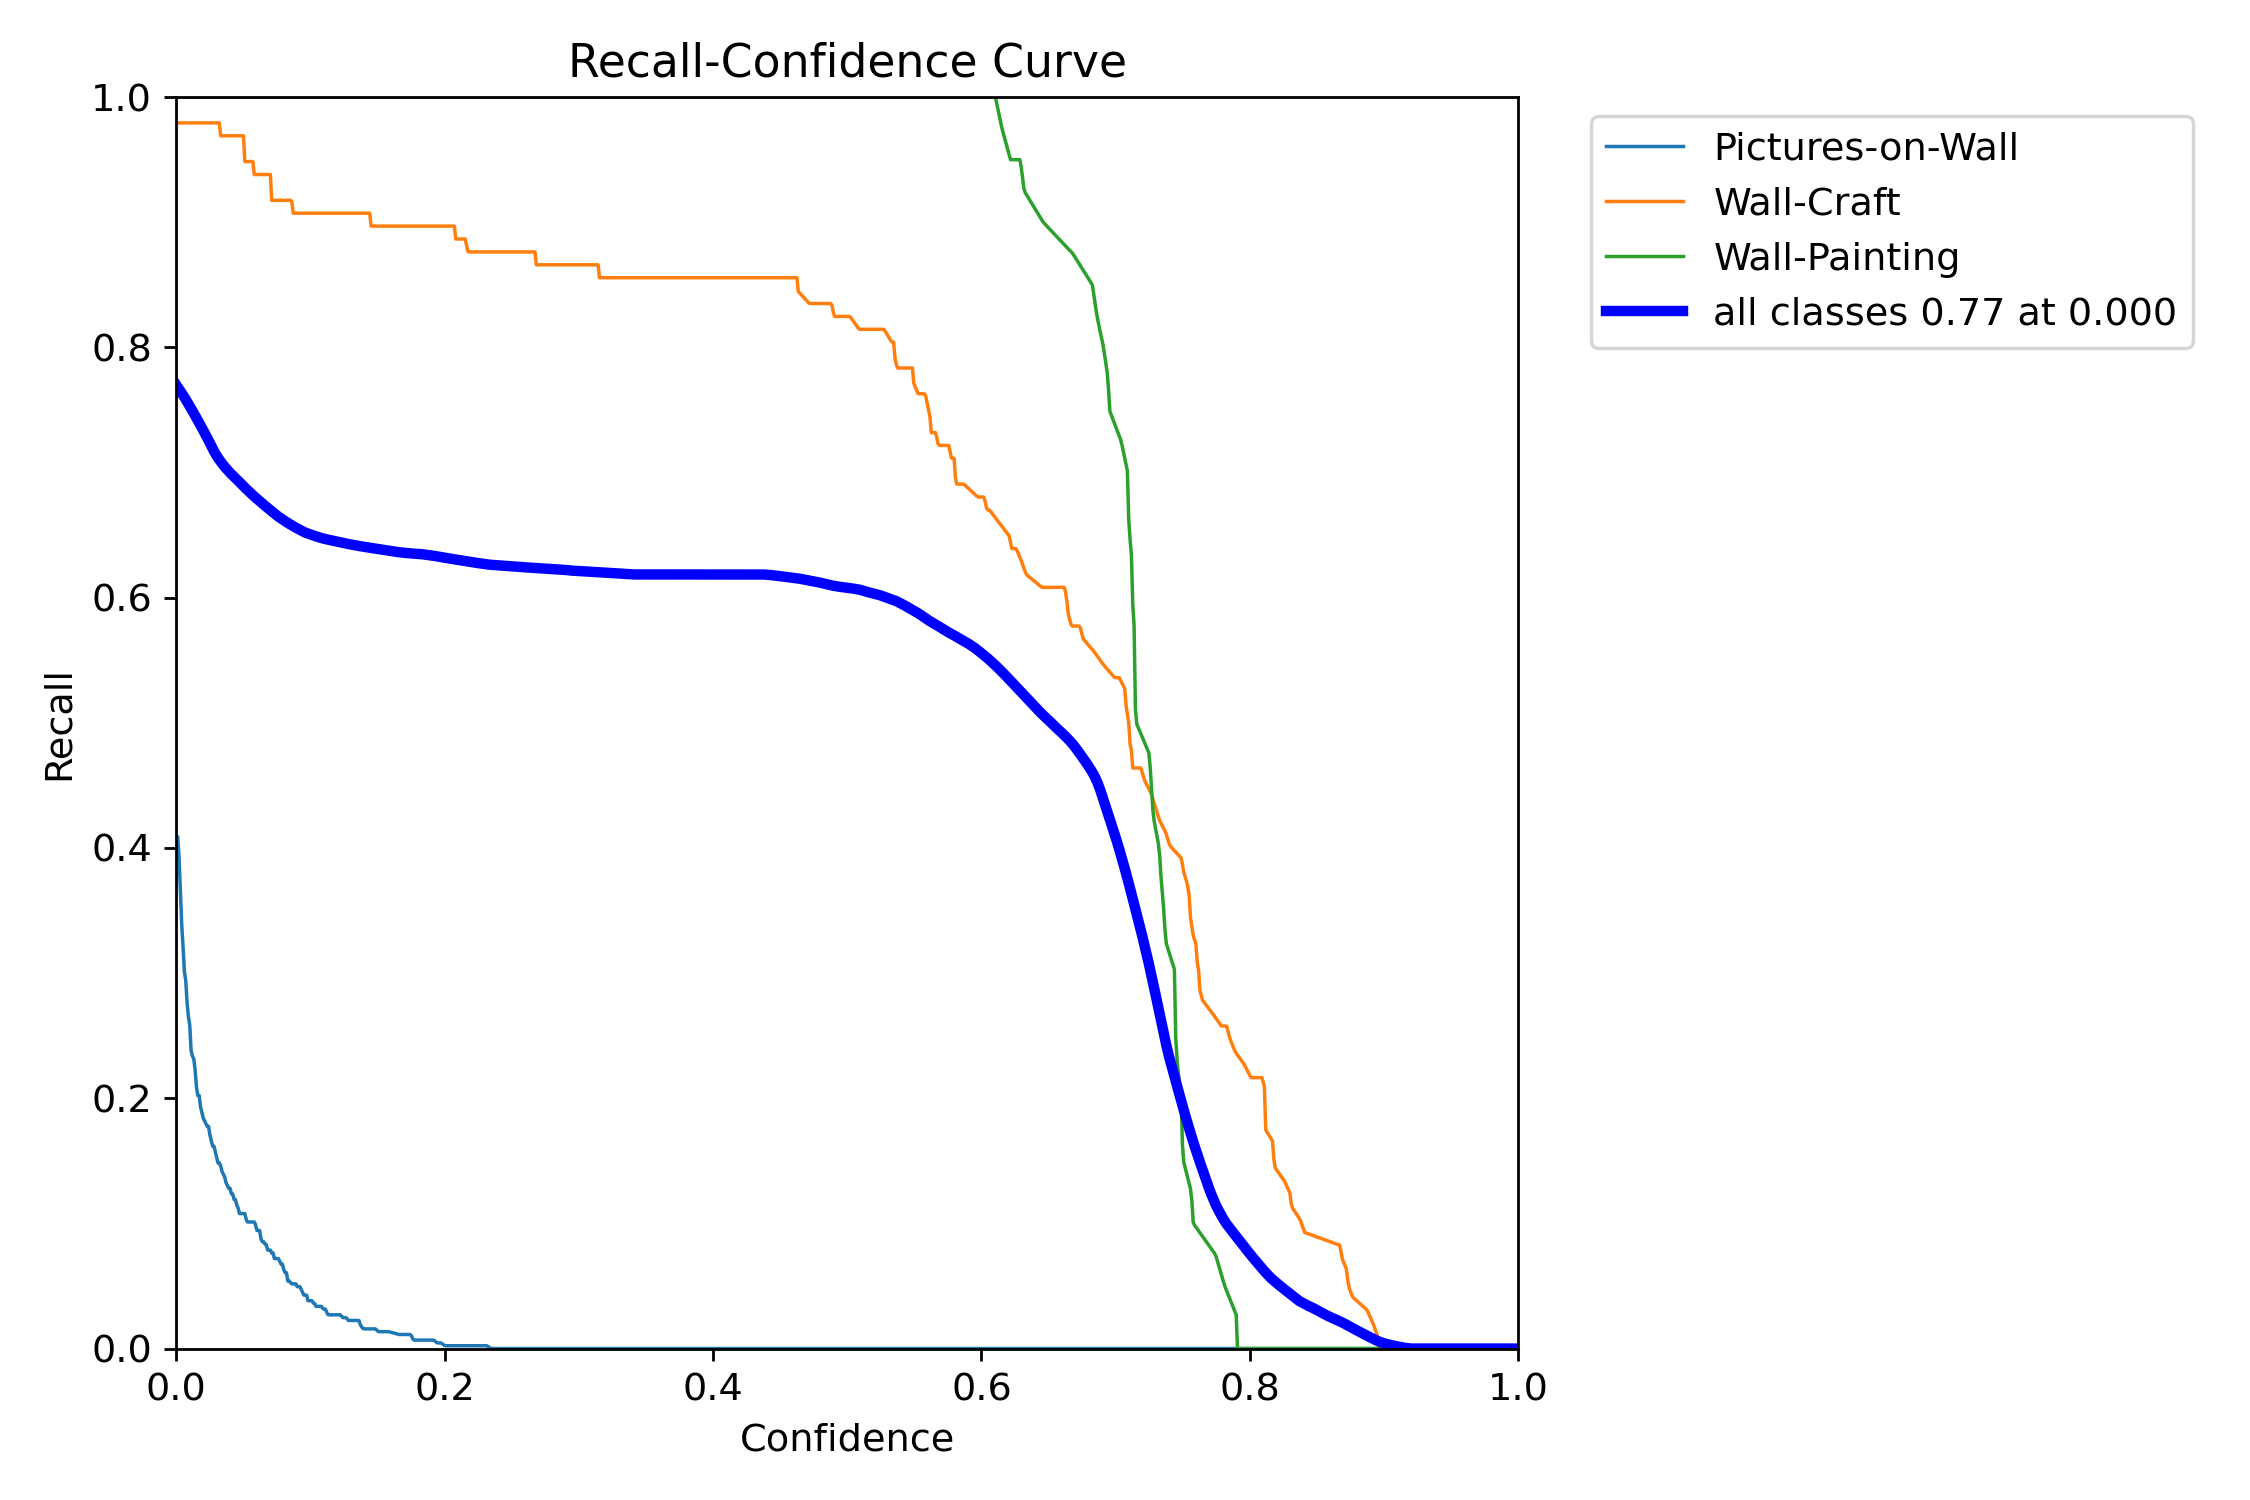 Recall-Confidence Curve
1.0
0.8
0.6
0.4
0.2
0.0
Recall
0.0 0.2 0.4 0.6 0.8 1.0
Confidence
Pictures-on-Wall
Wall-Craft
Wall-Painting
all classes 0.77 at 0.000